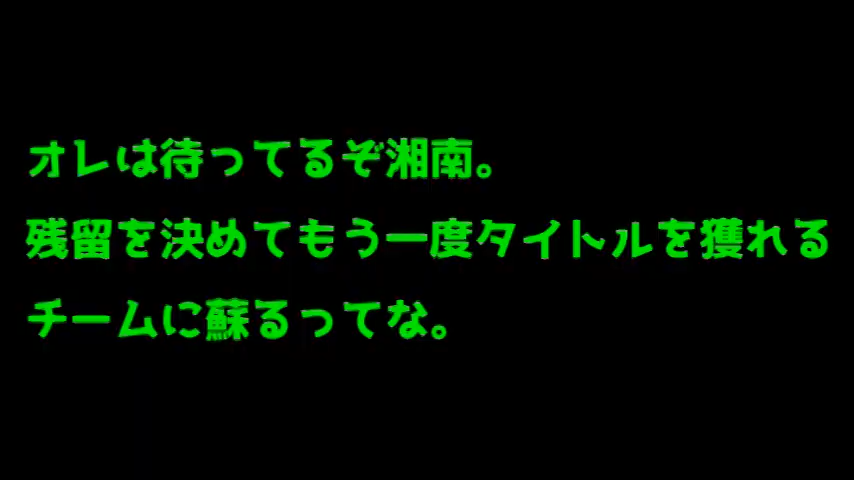 オレは待ってるぞ湘南。
残留を決めてもう一度タイトルを獲れる
チームに蘇るってな。